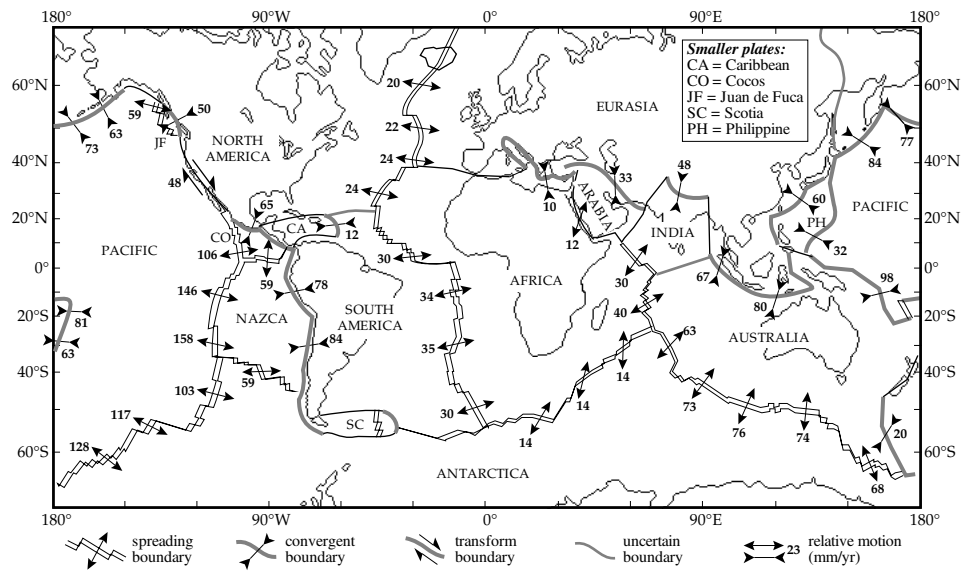 180° 90°W 0° 90°E 180°
Smaller plates:
CA = Caribbean
CO = Cocos
JF = Juan de Fuca
SC = Scotia
PH = Philippine
60°N 60°N
40°N 40°N
20°N 20°N
0° 0°
20°S 20°S
40°S 40°S
60°S 60°S
59
50
63
73
JF
NORTH
AMERICA
48
65
CO
CA
12
106
59
PACIFIC
146
78
NAZCA
SOUTH
AMERICA
81
63
158
84
59
103
117
128
SC
20
22
24
24
30
34
35
30
EURASIA
10
33
48
ARABIA
INDIA
12
AFRICA
30
67
40
63
80
14
14
14
73
76
74
68
20
AUSTRALIA
ANTARCTICA
77
84
60
PH
PACIFIC
32
98
180° 90°W 0° 90°E 180°
spreading
boundary
convergent
boundary
transform
boundary
uncertain
boundary
23 relative motion
(mm/yr)